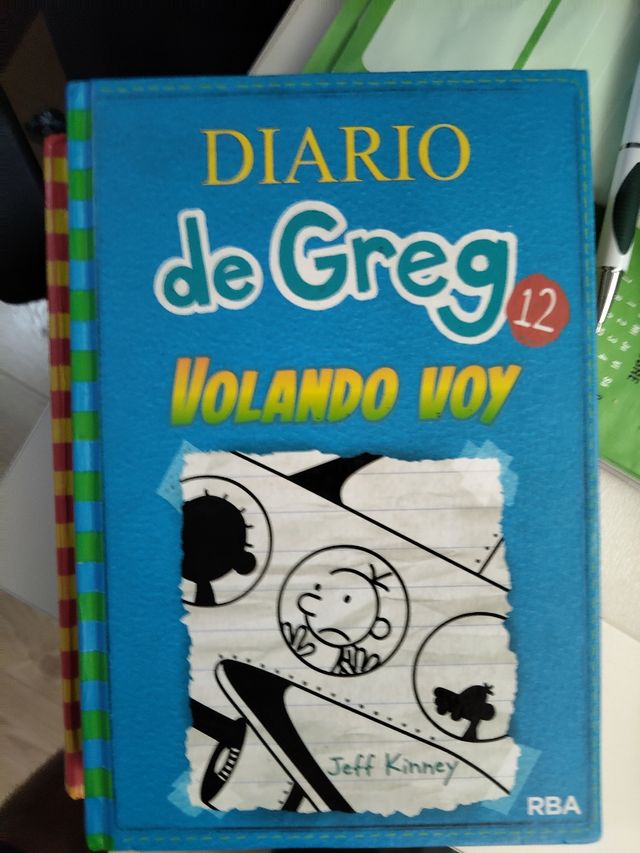 DIARIO
de Greg
12
VOLANDO VOY
Jeff Kinney
RBA